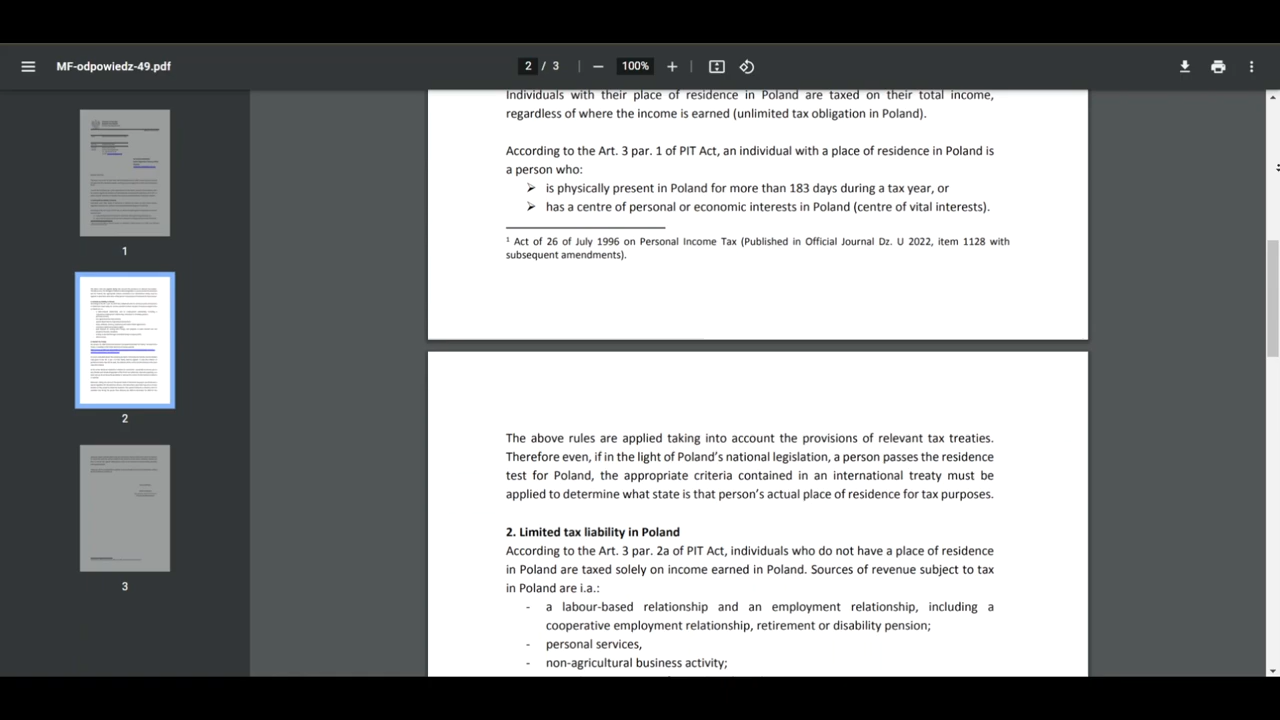 MF-odpowiedz-49.pdf
2 / 3
100%
1
2
3
Individuals with their place of residence in Poland are taxed on their total income,
regardless of where the income is earned (unlimited tax obligation in Poland).
According to the Art. 3 par. 1 of PIT Act, an individual with a place of residence in Poland is
a person who:
➢ is physically present in Poland for more than 183 days during a tax year, or
➢ has a centre of personal or economic interests in Poland (centre of vital interests).
¹ Act of 26 of July 1996 on Personal Income Tax (Published in Official Journal Dz. U 2022, item 1128 with
subsequent amendments).
The above rules are applied taking into account the provisions of relevant tax treaties.
Therefore even, if in the light of Poland’s national legislation, a person passes the residence
test for Poland, the appropriate criteria contained in an international treaty must be
applied to determine what state is that person’s actual place of residence for tax purposes.
2. Limited tax liability in Poland
According to the Art. 3 par. 2a of PIT Act, individuals who do not have a place of residence
in Poland are taxed solely on income earned in Poland. Sources of revenue subject to tax
in Poland are i.a.:
- a labour-based relationship and an employment relationship, including a
cooperative employment relationship, retirement or disability pension;
- personal services,
- non-agricultural business activity;